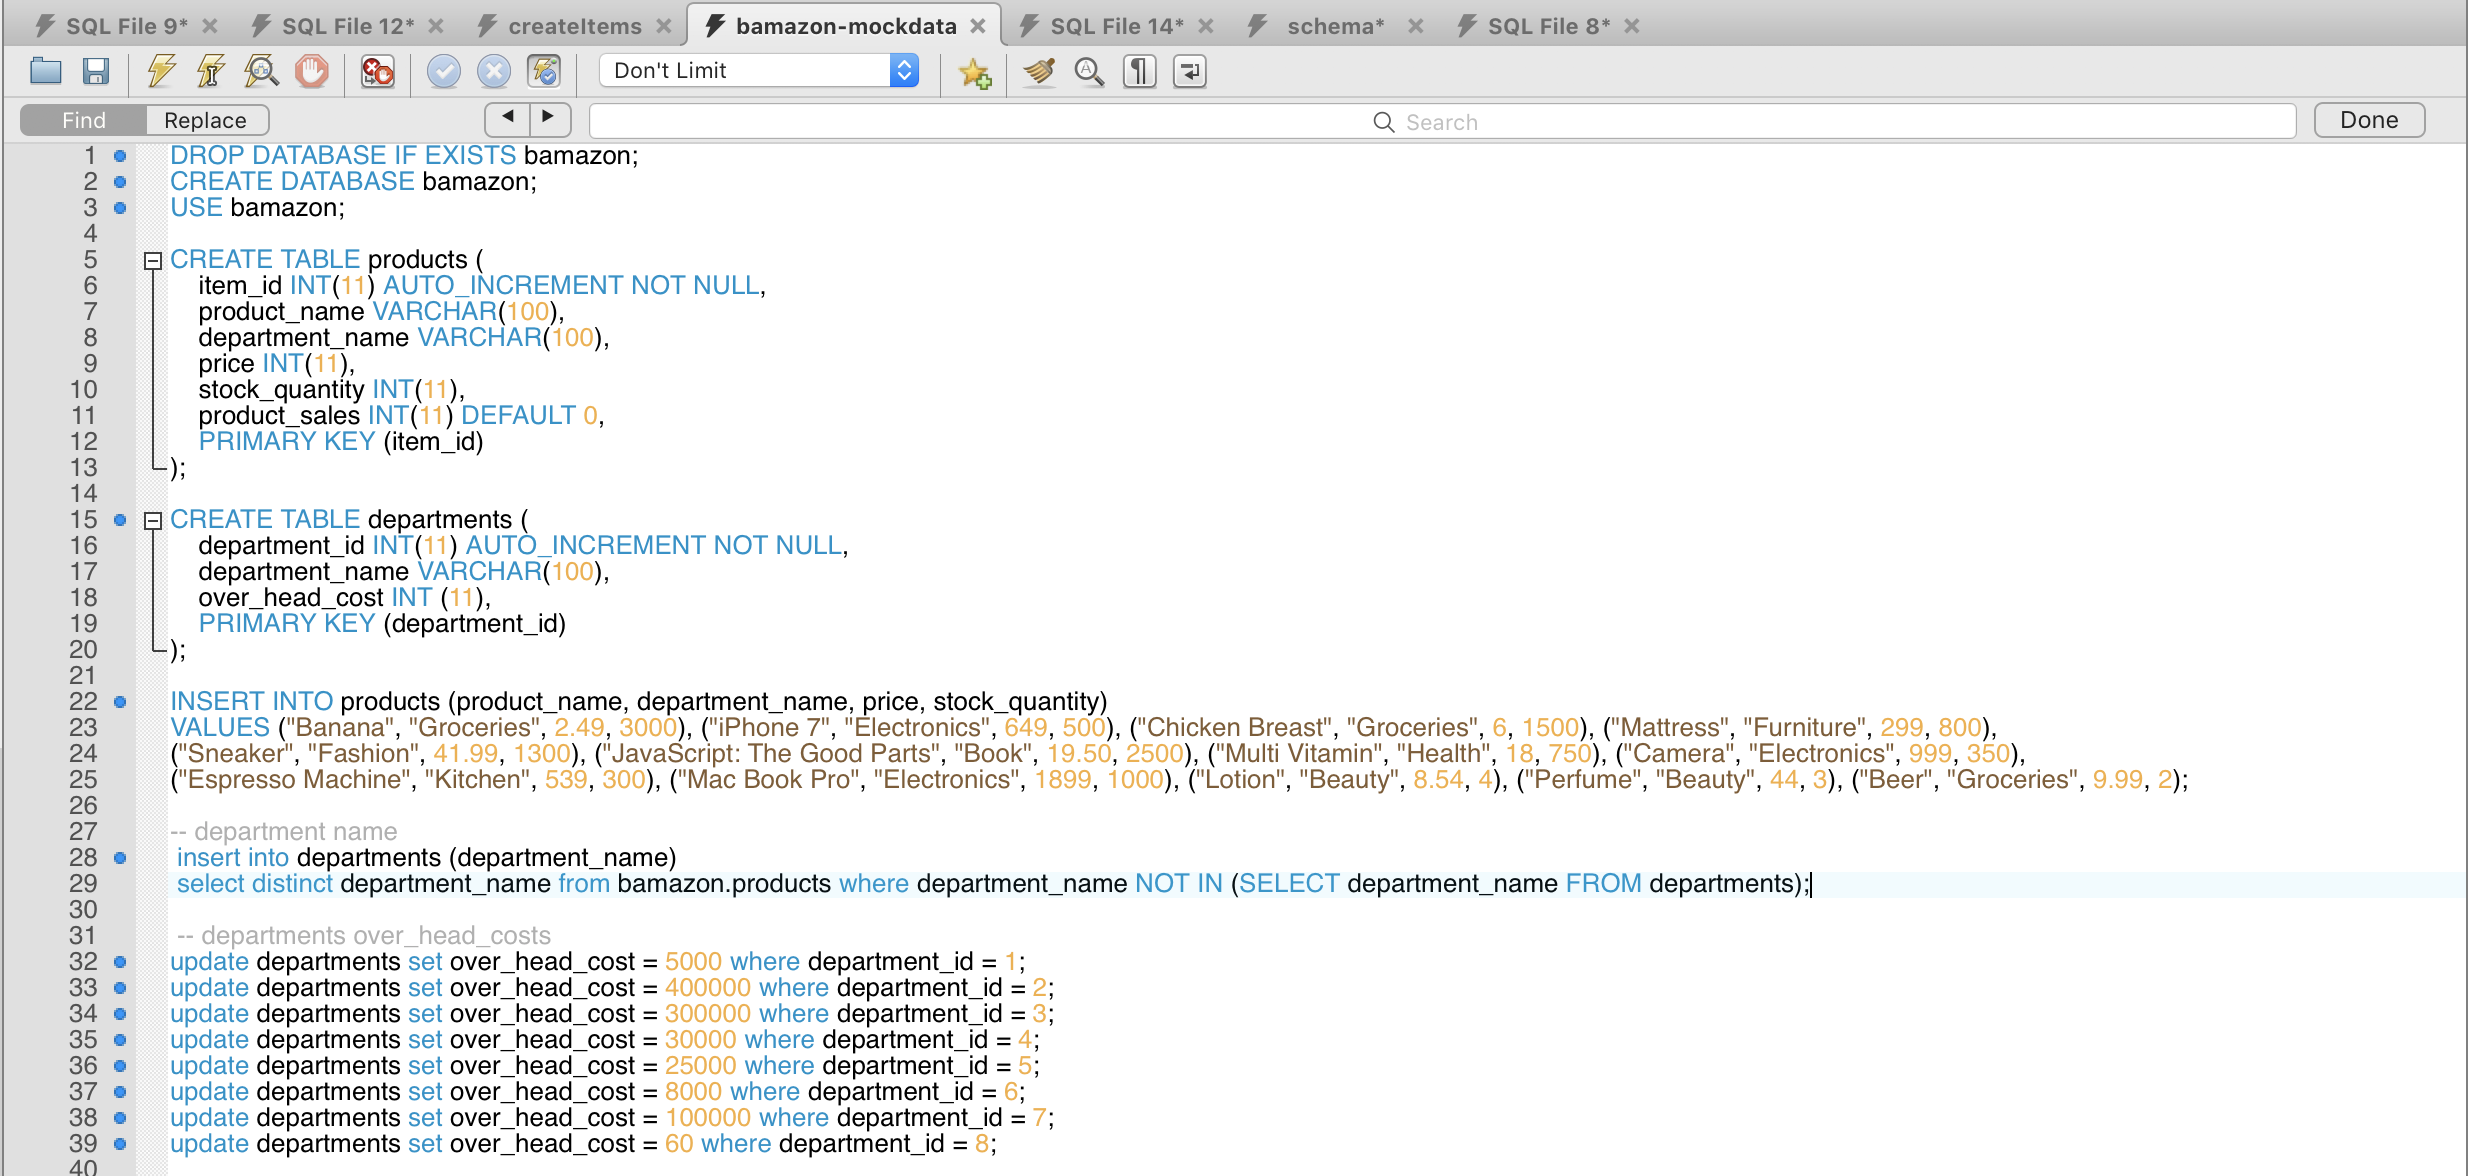 SQL File 9* SQL File 12* createItems bamazon-mockdata SQL File 14* schema* SQL File 8*
Don't Limit
Find Replace Search Done
1 DROP DATABASE IF EXISTS bamazon;
2 CREATE DATABASE bamazon;
3 USE bamazon;
4
5 CREATE TABLE products (
6 item_id INT(11) AUTO_INCREMENT NOT NULL,
7 product_name VARCHAR(100),
8 department_name VARCHAR(100),
9 price INT(11),
10 stock_quantity INT(11),
11 product_sales INT(11) DEFAULT 0,
12 PRIMARY KEY (item_id)
13 );
14
15 CREATE TABLE departments (
16 department_id INT(11) AUTO_INCREMENT NOT NULL,
17 department_name VARCHAR(100),
18 over_head_cost INT (11),
19 PRIMARY KEY (department_id)
20 );
21
22 INSERT INTO products (product_name, department_name, price, stock_quantity)
23 VALUES ("Banana", "Groceries", 2.49, 3000), ("iPhone 7", "Electronics", 649, 500), ("Chicken Breast", "Groceries", 6, 1500), ("Mattress", "Furniture", 299, 800),
24 ("Sneaker", "Fashion", 41.99, 1300), ("JavaScript: The Good Parts", "Book", 19.50, 2500), ("Multi Vitamin", "Health", 18, 750), ("Camera", "Electronics", 999, 350),
25 ("Espresso Machine", "Kitchen", 539, 300), ("Mac Book Pro", "Electronics", 1899, 1000), ("Lotion", "Beauty", 8.54, 4), ("Perfume", "Beauty", 44, 3), ("Beer", "Groceries", 9.99, 2);
26
27 -- department name
28 insert into departments (department_name)
29 select distinct department_name from bamazon.products where department_name NOT IN (SELECT department_name FROM departments);
30
31 -- departments over_head_costs
32 update departments set over_head_cost = 5000 where department_id = 1;
33 update departments set over_head_cost = 400000 where department_id = 2;
34 update departments set over_head_cost = 300000 where department_id = 3;
35 update departments set over_head_cost = 30000 where department_id = 4;
36 update departments set over_head_cost = 25000 where department_id = 5;
37 update departments set over_head_cost = 8000 where department_id = 6;
38 update departments set over_head_cost = 100000 where department_id = 7;
39 update departments set over_head_cost = 60 where department_id = 8;
40